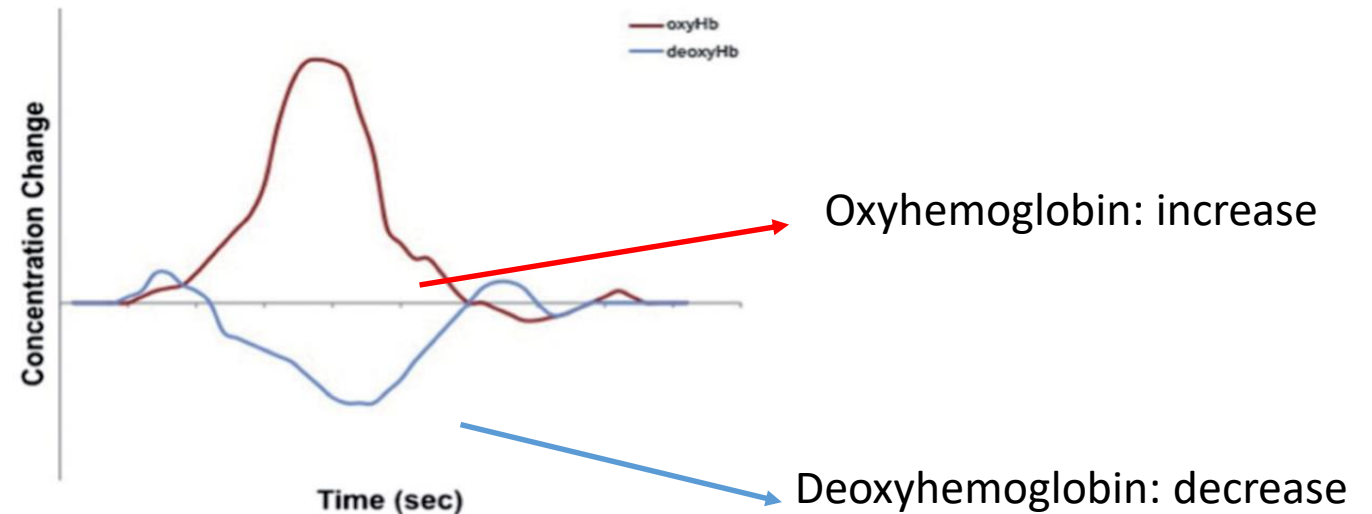 oxyHb
deoxyHb
Concentration Change
Oxyhemoglobin: increase
Deoxyhemoglobin: decrease
Time (sec)